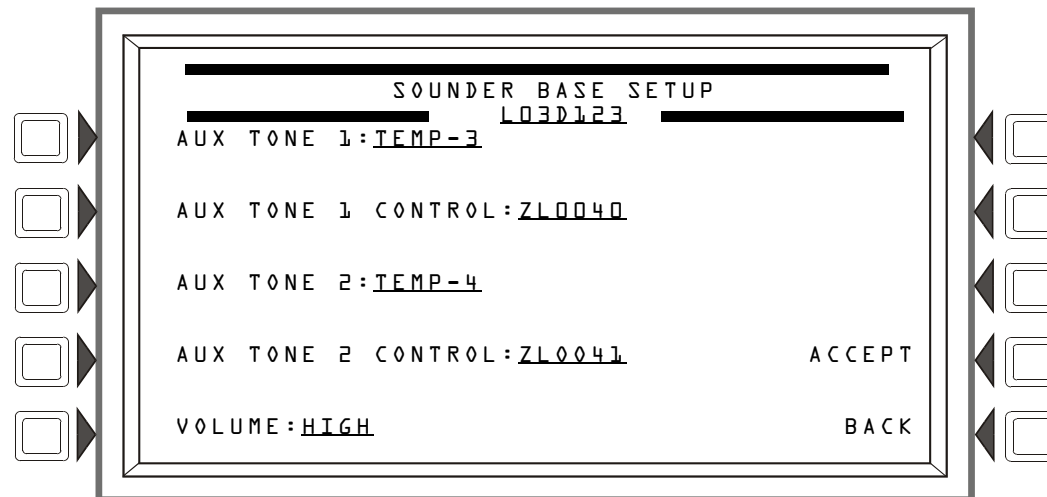 SOUNDER BASE SETUP
L03D123
AUX TONE 1:TEMP-3
AUX TONE 1 CONTROL:ZL0040
AUX TONE 2:TEMP-4
AUX TONE 2 CONTROL:ZL0041
ACCEPT
VOLUME:HIGH
BACK